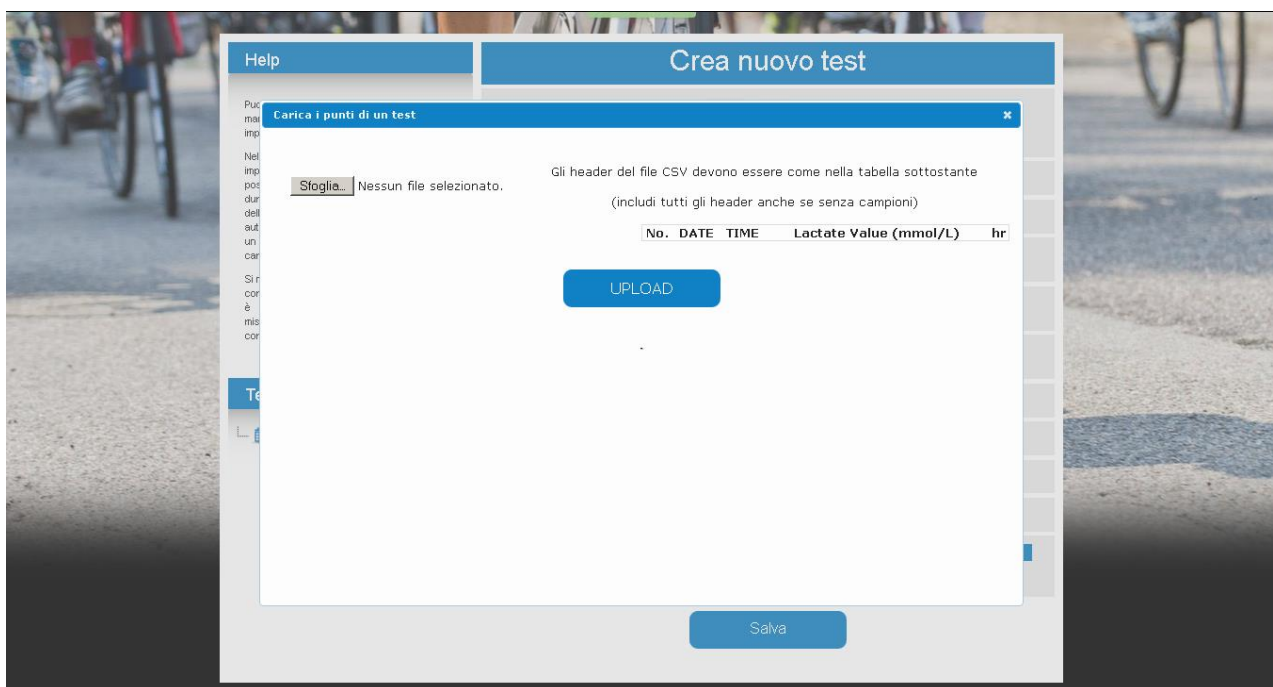 Help
Crea nuovo test
Carica i punti di un test
Gli header del file CSV devono essere come nella tabella sottostante
Sfoglia... Nessun file selezionato.
(includi tutti gli header anche se senza campioni)
No. DATE TIME Lactate Value (mmol/L) hr
UPLOAD
Salva